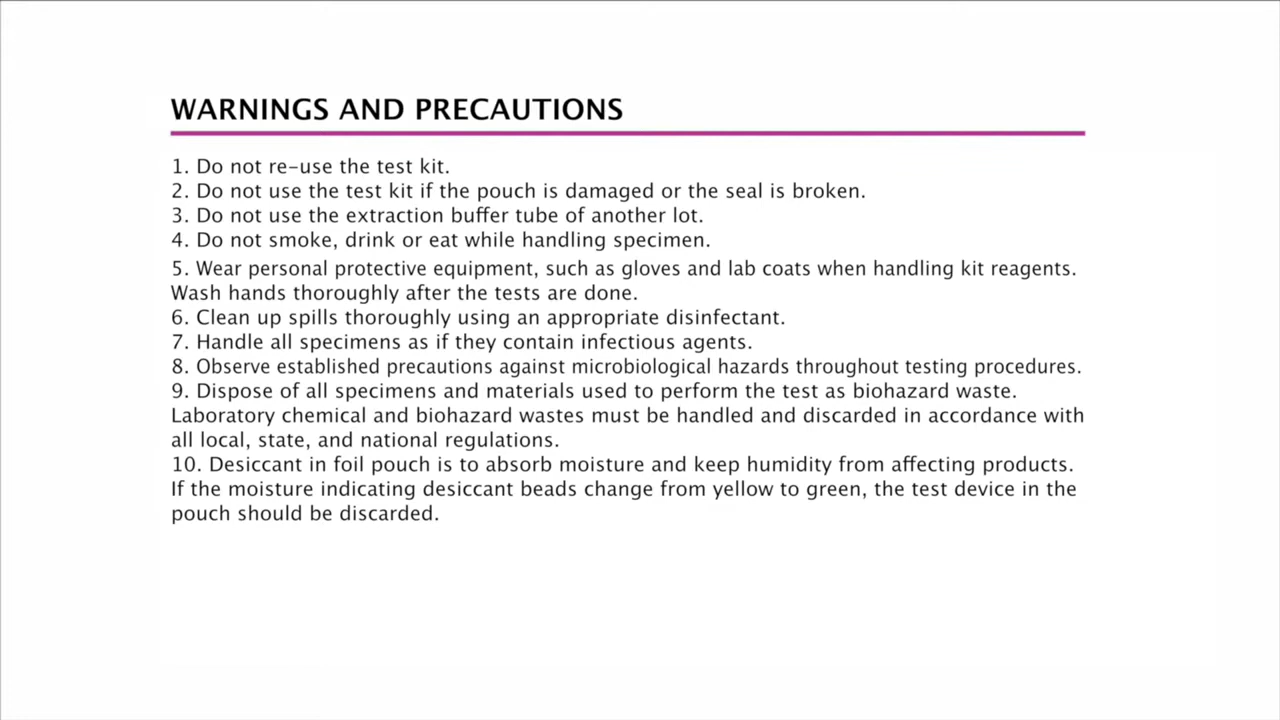 WARNINGS AND PRECAUTIONS
1. Do not re-use the test kit.
2. Do not use the test kit if the pouch is damaged or the seal is broken.
3. Do not use the extraction buffer tube of another lot.
4. Do not smoke, drink or eat while handling specimen.
5. Wear personal protective equipment, such as gloves and lab coats when handling kit reagents.
Wash hands thoroughly after the tests are done.
6. Clean up spills thoroughly using an appropriate disinfectant.
7. Handle all specimens as if they contain infectious agents.
8. Observe established precautions against microbiological hazards throughout testing procedures.
9. Dispose of all specimens and materials used to perform the test as biohazard waste.
Laboratory chemical and biohazard wastes must be handled and discarded in accordance with
all local, state, and national regulations.
10. Desiccant in foil pouch is to absorb moisture and keep humidity from affecting products.
If the moisture indicating desiccant beads change from yellow to green, the test device in the
pouch should be discarded.